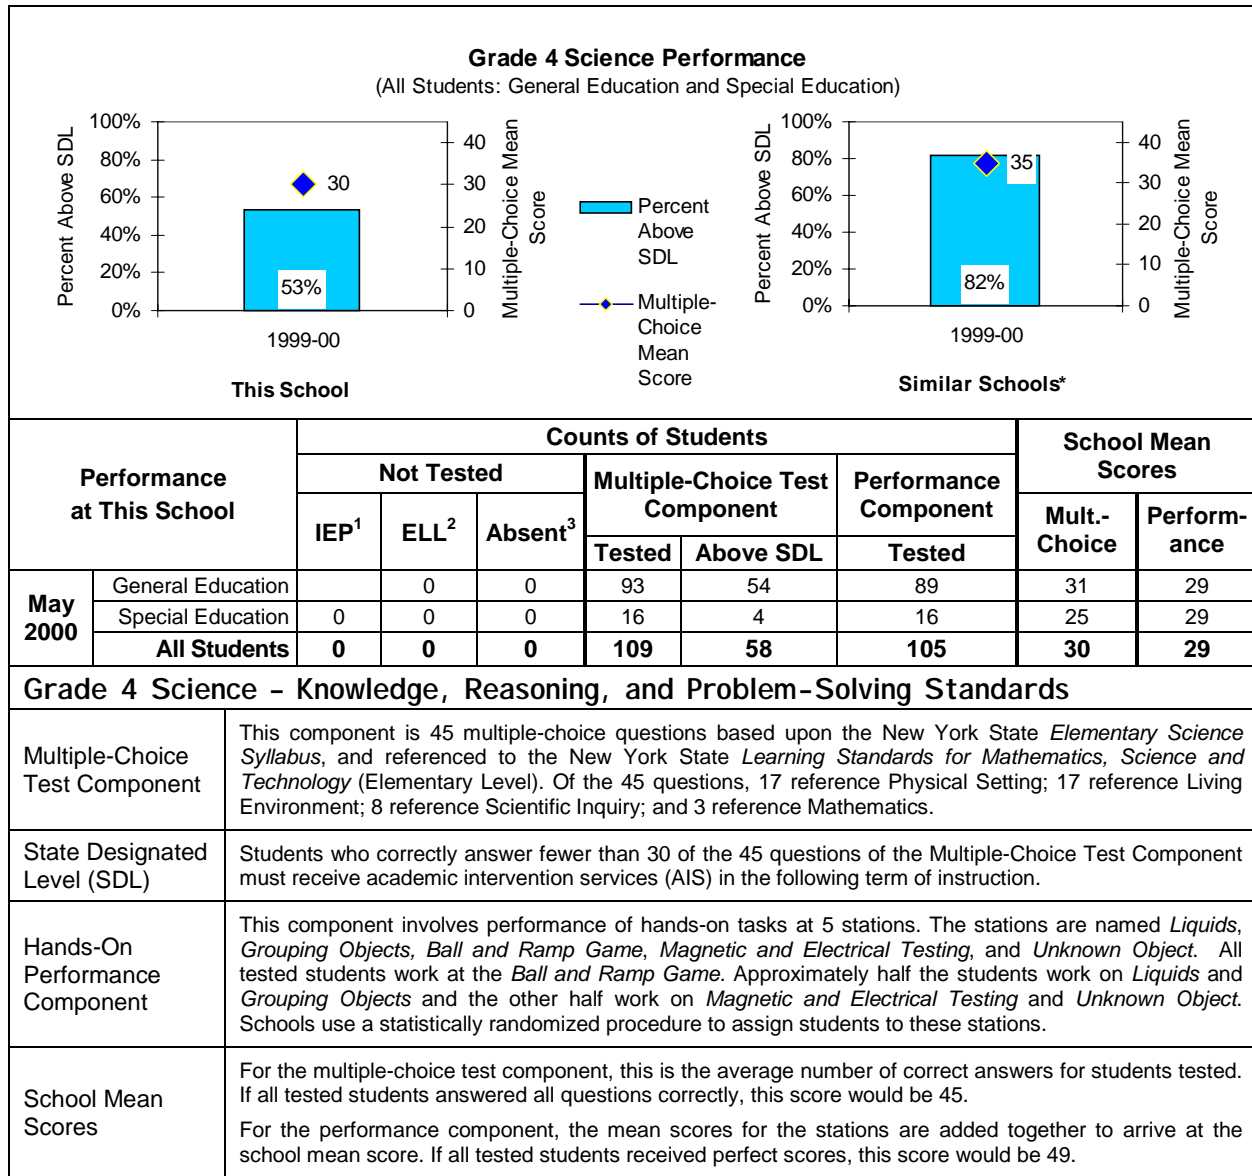 Grade 4 Science Performance
(All Students: General Education and Special Education)
Percent Above SDL
100%
80%
60%
40%
20%
0%
30
53%
40
30
20
10
0
Multiple-Choice Mean
Score
1999-00
This School
Percent
Above
SDL
Multiple-
Choice
Mean
Score
Percent Above SDL
100%
80%
60%
40%
20%
0%
35
82%
40
30
20
10
0
Multiple-Choice Mean
Score
1999-00
Similar Schools*
Performance
at This School
Counts of Students
School Mean
Scores
Not Tested
Multiple-Choice Test
Component
Performance
Component
IEP1 ELL2 Absent3
Mult.-
Choice
Perform-
ance
Tested Above SDL Tested
May
2000
General Education 0 0 93 54 89 31 29
Special Education 0 0 0 16 4 16 25 29
All Students 0 0 0 109 58 105 30 29
Grade 4 Science – Knowledge, Reasoning, and Problem-Solving Standards
Multiple-Choice
Test Component
This component is 45 multiple-choice questions based upon the New York State Elementary Science
Syllabus, and referenced to the New York State Learning Standards for Mathematics, Science and
Technology (Elementary Level). Of the 45 questions, 17 reference Physical Setting; 17 reference Living
Environment; 8 reference Scientific Inquiry; and 3 reference Mathematics.
State Designated
Level (SDL)
Students who correctly answer fewer than 30 of the 45 questions of the Multiple-Choice Test Component
must receive academic intervention services (AIS) in the following term of instruction.
Hands-On
Performance
Component
This component involves performance of hands-on tasks at 5 stations. The stations are named Liquids,
Grouping Objects, Ball and Ramp Game, Magnetic and Electrical Testing, and Unknown Object. All
tested students work at the Ball and Ramp Game. Approximately half the students work on Liquids and
Grouping Objects and the other half work on Magnetic and Electrical Testing and Unknown Object.
Schools use a statistically randomized procedure to assign students to these stations.
School Mean
Scores
For the multiple-choice test component, this is the average number of correct answers for students tested.
If all tested students answered all questions correctly, this score would be 45.
For the performance component, the mean scores for the stations are added together to arrive at the
school mean score. If all tested students received perfect scores, this score would be 49.